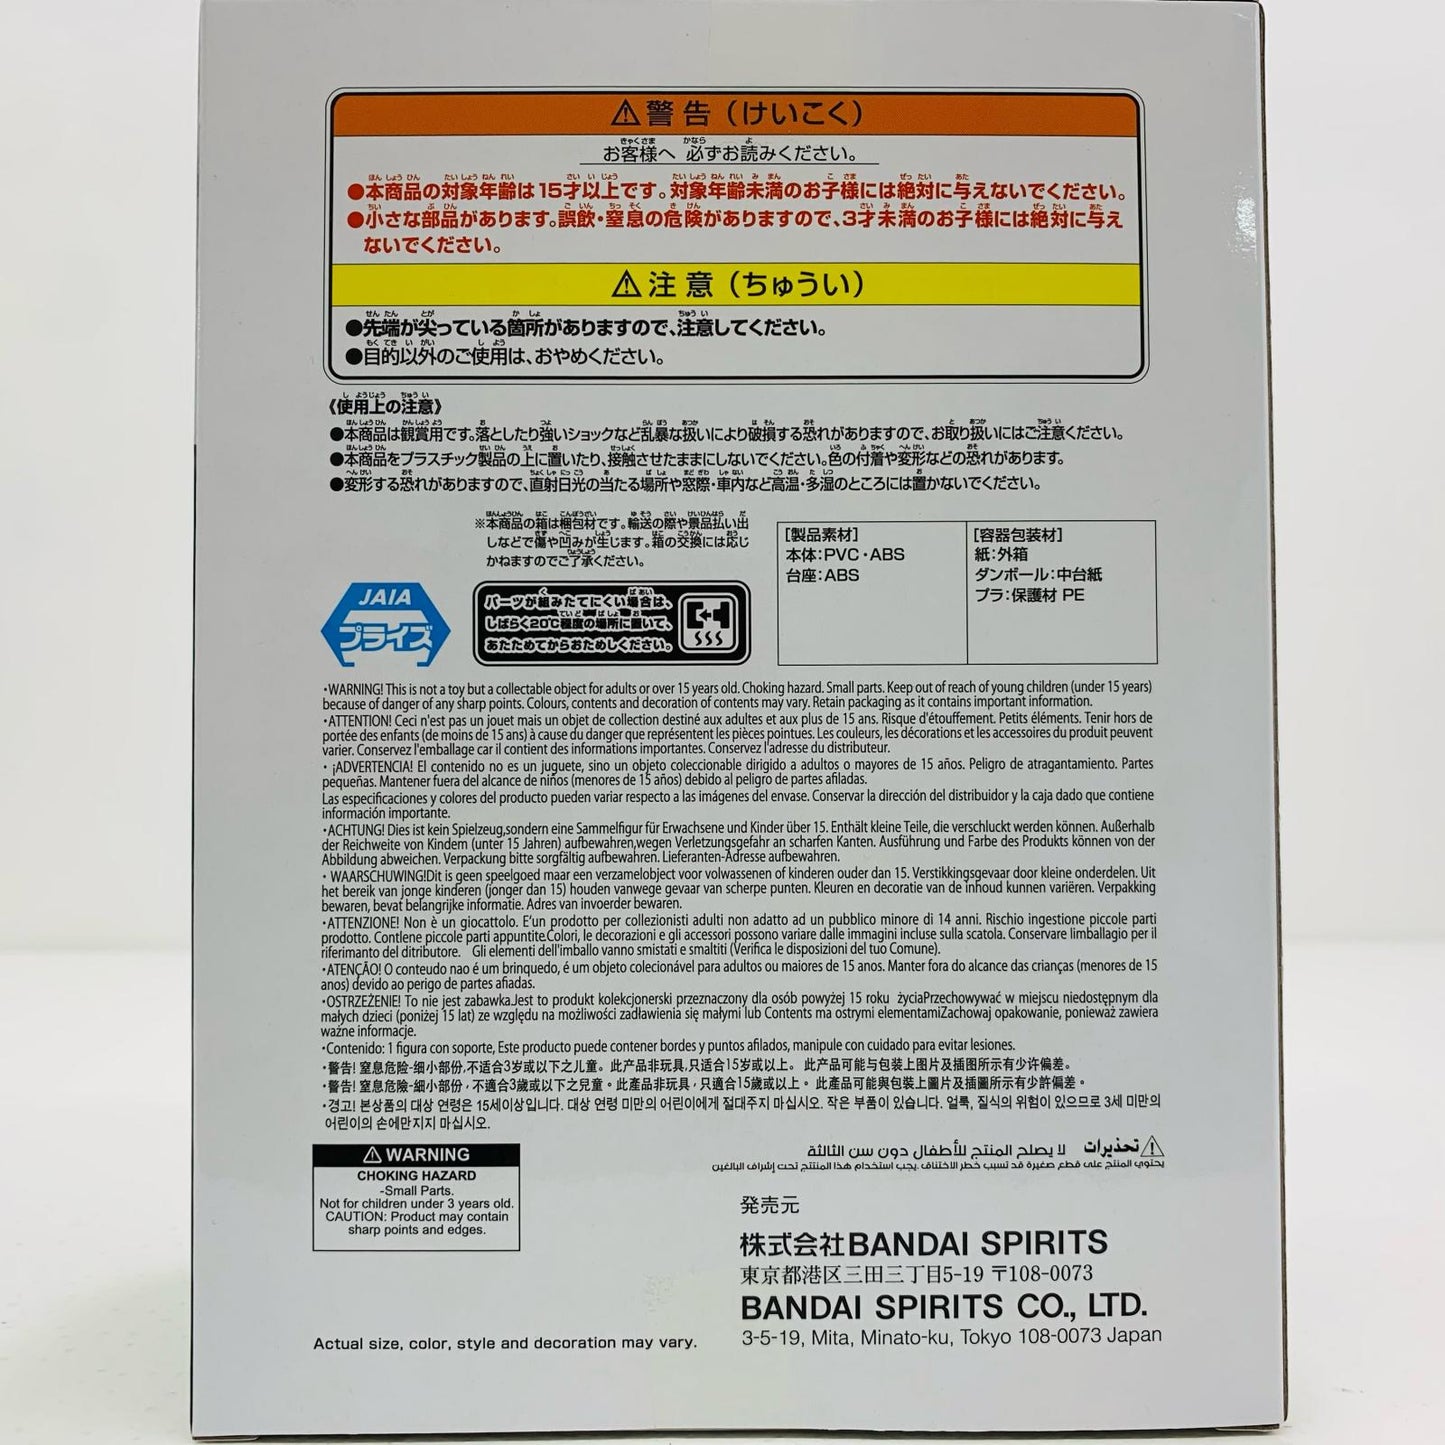 ⚠警告（けいこく）
お客様へ 必ずお読みください。
●本商品の対象年齢は15才以上です。対象年齢未満のお子様には絶対に与えないでください。
●小さな部品があります。誤飲・窒息の危険がありますので、3才未満のお子様には絶対に与え
ないでください。
⚠注意（ちゅうい）
●先端が尖っている箇所がありますので、注意してください。
●目的以外のご使用は、おやめください。
《使用上の注意》
●本商品は観賞用です。落としたり強いショックなど乱暴な扱いにより破損する恐れがありますので、お取り扱いにはご注意ください。
●本商品をプラスチック製品の上に置いたり、接触させたままにしないでください。色の付着や変形などの恐れがあります。
●変形する恐れがありますので、直射日光の当たる場所や窓際・車内など高温・多湿のところには置かないでください。
※本商品の箱は梱包材です。輸送の際や景品払い出
しなどで傷や凹みが生じます。箱の交換には応じ
かねますのでご了承ください。
[製品素材]
本体：PVC・ABS
台座：ABS
[容器包装材]
紙：外箱
ダンボール：中台紙
プラ：保護材 PE
JAIA
プライズ
パーツが組みたてにくい場合は、
しばらく20℃程度の場所に置いて、
あたためてからおためしください。
・WARNING! This is not a toy but a collectable object for adults or over 15 years old. Choking hazard. Small parts. Keep out of reach of young children (under 15 years)
because of danger of any sharp points. Colours, contents and decoration of contents may vary. Retain packaging as it contains important information.
・ATTENTION! Ceci n'est pas un jouet mais un objet de collection destiné aux adultes et aux plus de 15 ans. Risque d'étouffement. Petits éléments. Tenir hors de
portée des enfants (de moins de 15 ans) à cause du danger que représentent les pièces pointues. Les couleurs, les décorations et les accessoires du produit peuvent
varier. Conservez l'emballage car il contient des informations importantes. Conservez l'adresse du distributeur.
・ ¡ADVERTENCIA! El contenido no es un juguete, sino un objeto coleccionable dirigido a adultos o mayores de 15 años. Peligro de atragantamiento. Partes
pequeñas. Mantener fuera del alcance de niños (menores de 15 años) debido al peligro de partes afiladas.
Las especificaciones y colores del producto pueden variar respecto a las imágenes del envase. Conservar la dirección del distribuidor y la caja dado que contiene
información importante.
・ACHTUNG! Dies ist kein Spielzeug,sondern eine Sammelfigur für Erwachsene und Kinder über 15. Enthält kleine Teile, die verschluckt werden können. Außerhalb
der Reichweite von Kindern (unter 15 Jahren) aufbewahren,wegen Verletzungsgefahr an scharfen Kanten. Ausführung und Farbe des Produkts können von der
Abbildung abweichen. Verpackung bitte sorgfältig aufbewahren. Lieferanten-Adresse aufbewahren.
・ WAARSCHUWING!Dit is geen speelgoed maar een verzamelobject voor volwassenen of kinderen ouder dan 15. Verstikkingsgevaar door kleine onderdelen. Uit
het bereik van jonge kinderen (jonger dan 15) houden vanwege gevaar van scherpe punten. Kleuren en decoratie van de inhoud kunnen variëren. Verpakking
bewaren, bevat belangrijke informatie. Adres van invoerder bewaren.
・ATTENZIONE! Non è un giocattolo. E'un prodotto per collezionisti adulti non adatto ad un pubblico minore di 14 anni. Rischio ingestione piccole parti
prodotto. Contlene piccole parti appuntite.Colori, le decorazioni e gli accessori possono variare dalle immagini incluse sulla scatola. Conservare limballagio per il
riferimanto del ditributore. Gli elementi dell'imballo vanno smistati e smaltiti (Verifica le disposizioni del tuo Comune).
・ATENÇÃO! O conteudo nao é um brinquedo, é um objeto colecionável para adultos ou maiores de 15 anos. Manter fora do alcance das crianças (menores de 15
anos) devido ao perigo de partes afiadas.
・OSTRZEŻENIE! To nie jest zabawka.Jest to produkt kolekcjonerski przeznaczony dla osób powyżej 15 roku życiaPrzechowywać w miejscu niedostępnym dla
małych dzieci (poniżej 15 lat) ze względu na możliwości zadławienia się małymi lub Contents ma ostrymi elementamiZachowaj opakowanie, ponieważ zawiera
ważne informacje.
・Contenido: 1 figura con soporte, Este producto puede contener bordes y puntos afilados, manipule con cuidado para evitar lesiones.
・警告! 窒息危险-细小部份,不适合3岁或以下之儿童。此产品非玩具,只适合15岁或以上。 此产品可能与包装上图片及插图所示有少许偏差。
・警告! 窒息危險-細小部份，不適合3歲或以下之兒童。此產品非玩具，只適合15歲或以上。 此產品可能與包裝上圖片及插圖所示有少許偏差。
・경고! 본상품의 대상 연령은 15세이상입니다. 대상 연령 미만의 어린이에게 절대주지 마십시오. 작은 부품이 있습니다. 얼룩, 질식의 위험이 있으므로 3세 미만의
어린이의 손에만지지 마십시오.
⚠تحذيرات لا يصلح المنتج للأطفال دون سن الثالثة
يحتوي المنتج على قطع صغيرة قد تسبب خطر الاختناق. يجب استخدام هذا المنتج تحت إشراف البالغين
⚠WARNING
CHOKING HAZARD
-Small Parts.
Not for children under 3 years old.
CAUTION: Product may contain
sharp points and edges.
発売元
株式会社BANDAI SPIRITS
東京都港区三田三丁目5-19 〒108-0073
BANDAI SPIRITS CO., LTD.
3-5-19, Mita, Minato-ku, Tokyo 108-0073 Japan
Actual size, color, style and decoration may vary.